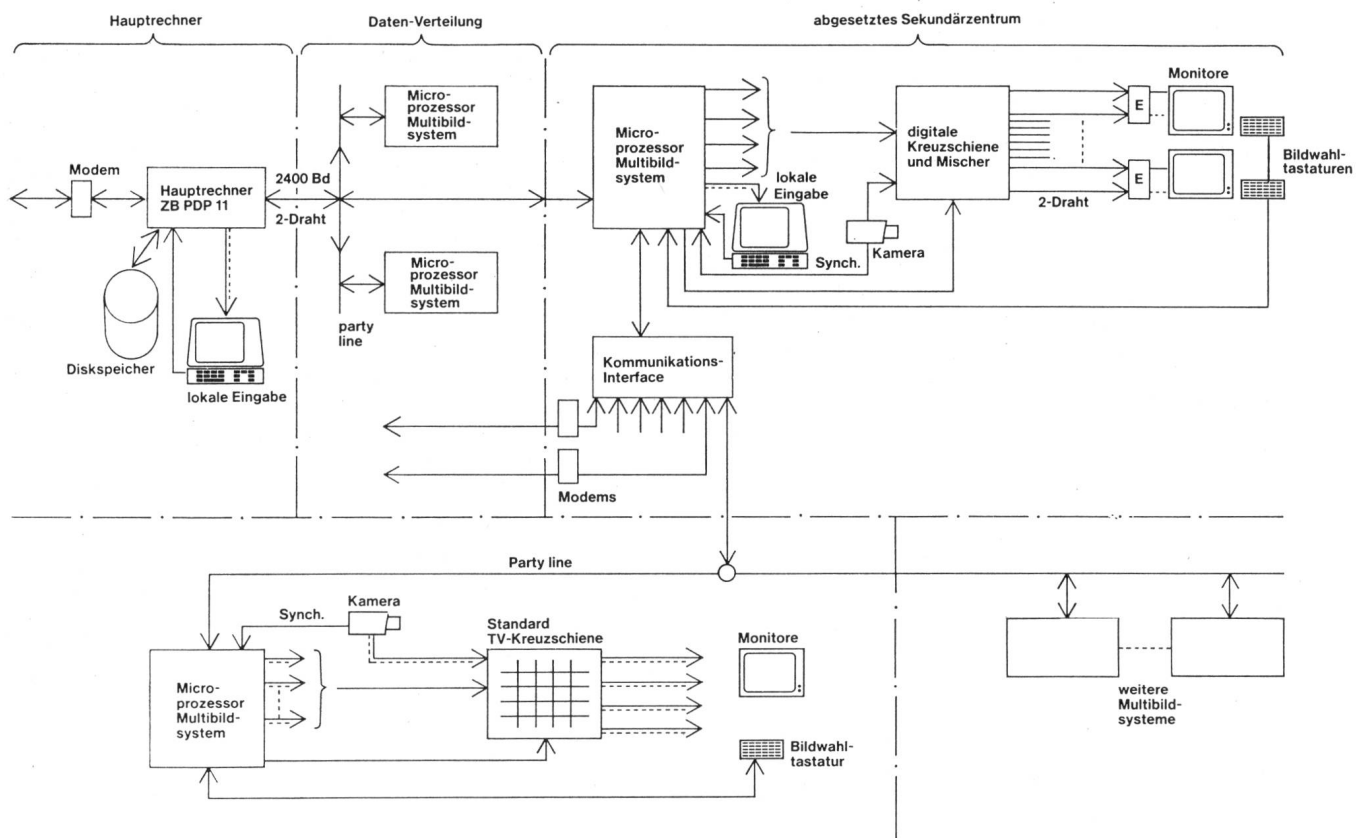 Hauptrechner
Daten-Verteilung
abgesetztes Sekundärzentrum
Modem
Hauptrechner
ZB PDP 11
2400 Bd
2-Draht
Diskspeicher
lokale Eingabe
Micro-
prozessor
Multibild-
system
Micro-
prozessor
Multibild-
system
party
line
Micro-
prozessor
Multibild-
system
lokale
Eingabe
Synch.
Kamera
digitale
Kreuzschiene
und Mischer
2-Draht
E
E
Monitore
Bildwahl-
tastaturen
Kommunikations-
Interface
Modems
Party line
Synch.
Kamera
Standard
TV-Kreuzschiene
Micro-
prozessor
Multibild-
system
Monitore
Bildwahl-
tastatur
weitere
Multibild-
systeme